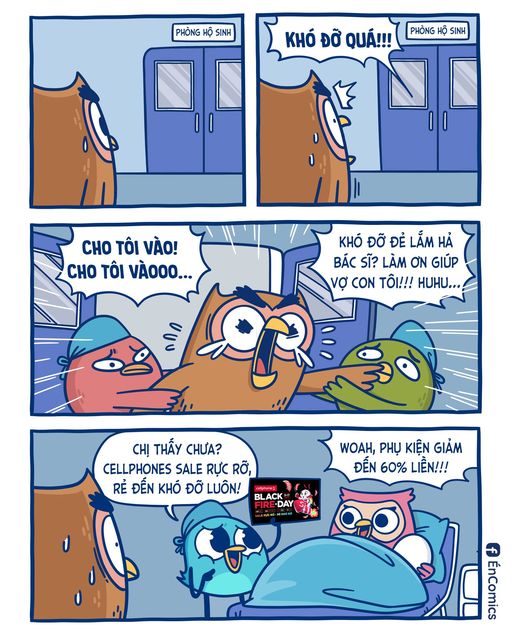 PHÒNG HỘ SINH
KHÓ ĐỠ QUÁ!!!
PHÒNG HỘ SINH
CHO TÔI VÀO!
CHO TÔI VÀOOO...
KHÓ ĐỠ ĐẺ LẮM HẢ
BÁC SĨ? LÀM ƠN GIÚP
VỢ CON TÔI!!! HUHU...
CHỊ THẤY CHƯA?
CELLPHONES SALE RỰC RỠ,
RẺ ĐẾN KHÓ ĐỠ LUÔN!
cellphone S
BLACK
FIRE-DAY
WOAH, PHỤ KIỆN GIẢM
ĐẾN 60% LIỀN!!!
ÉnComics